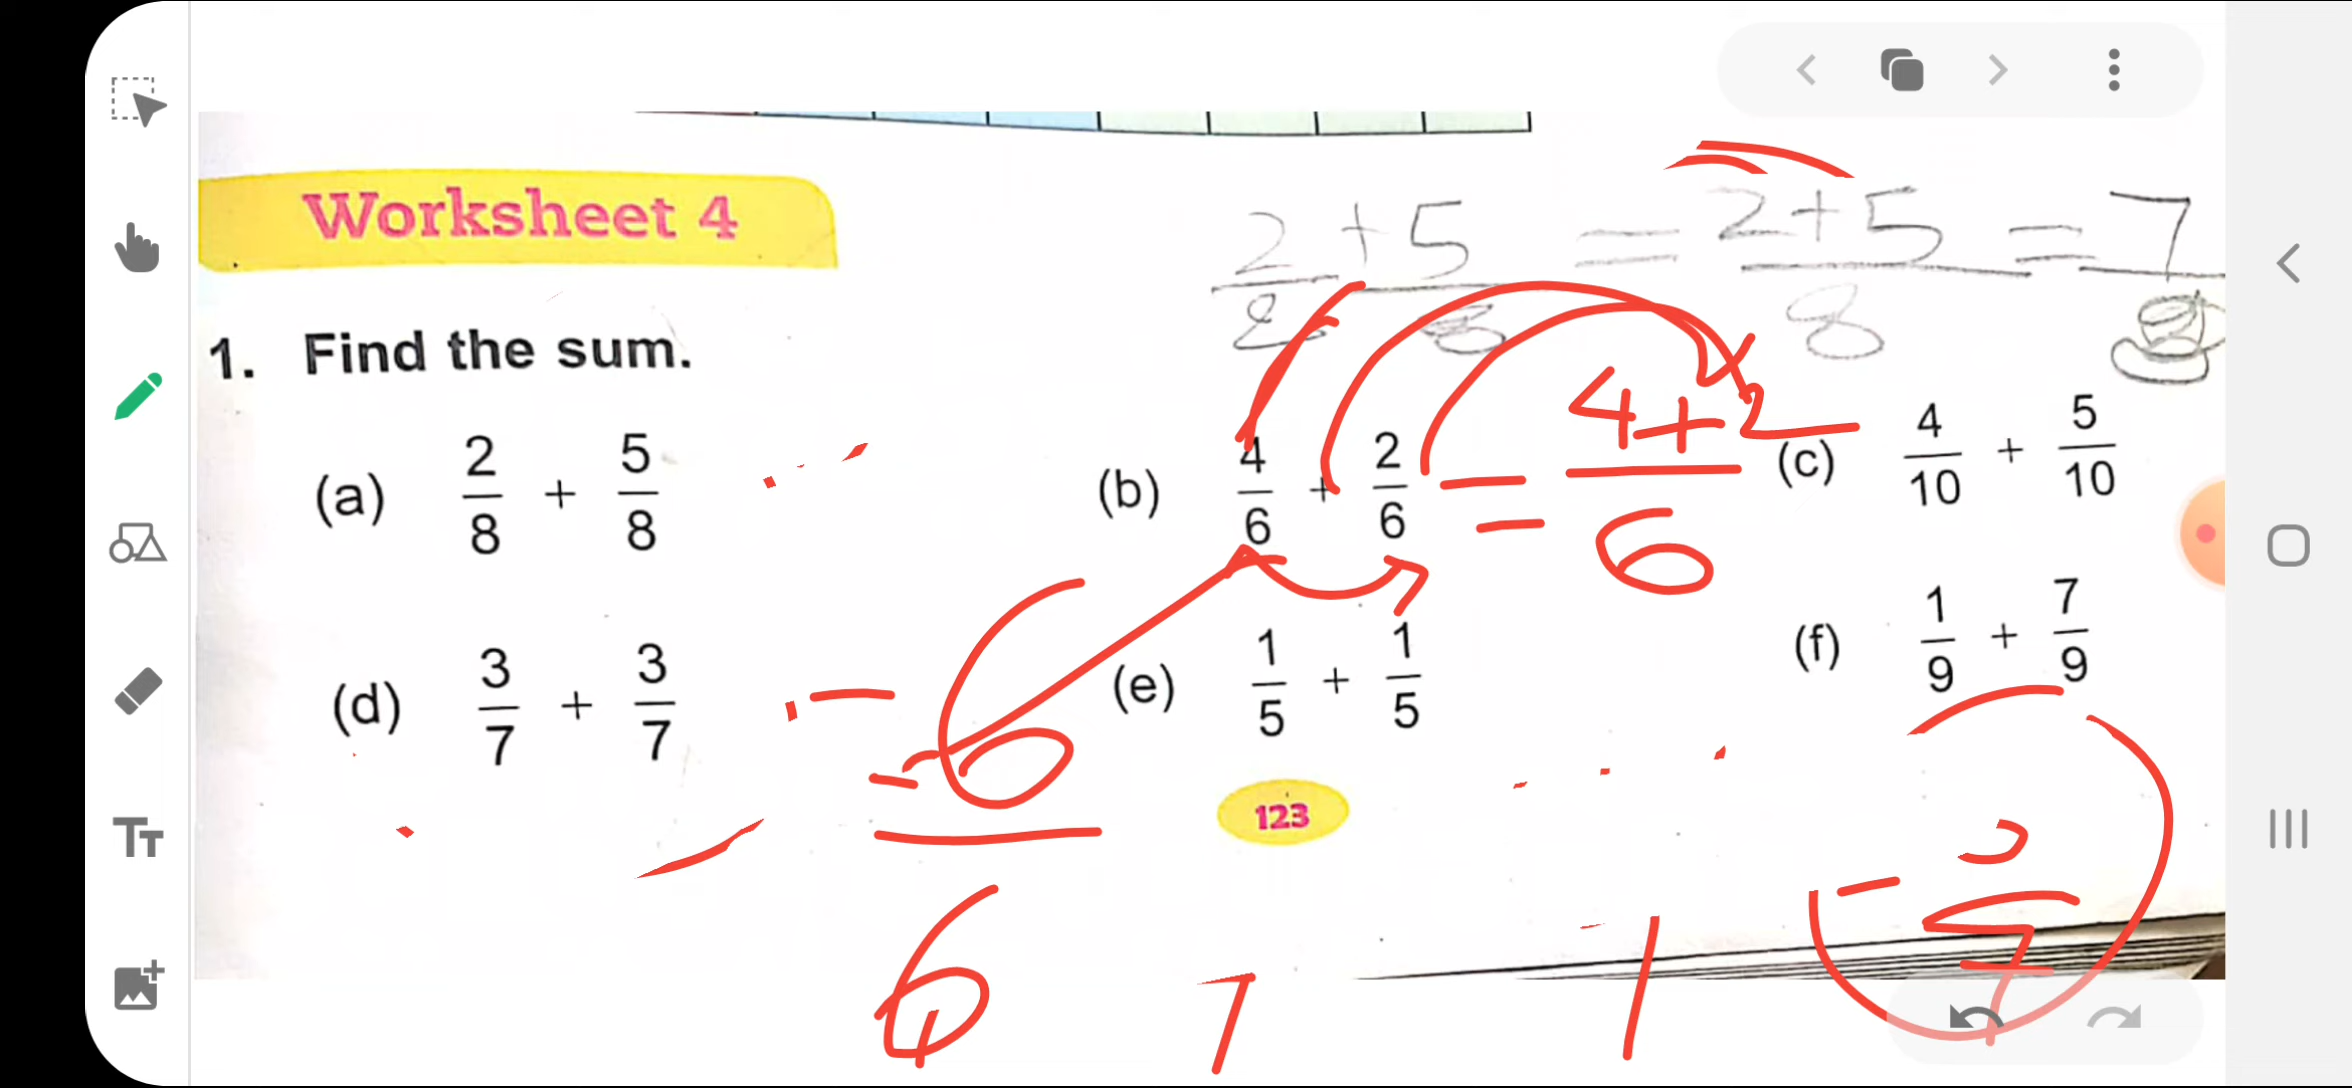 Worksheet 4
2/8 + 5/8 = 2+5/8 = 7/8
1. Find the sum.
(a) 2/8 + 5/8
(b) 4/6 + 2/6 = 4+2/6
(c) 4/10 + 5/10
(d) 3/7 + 3/7
(e) 1/5 + 1/5
(f) 1/9 + 7/9
= 6/6
123
TT